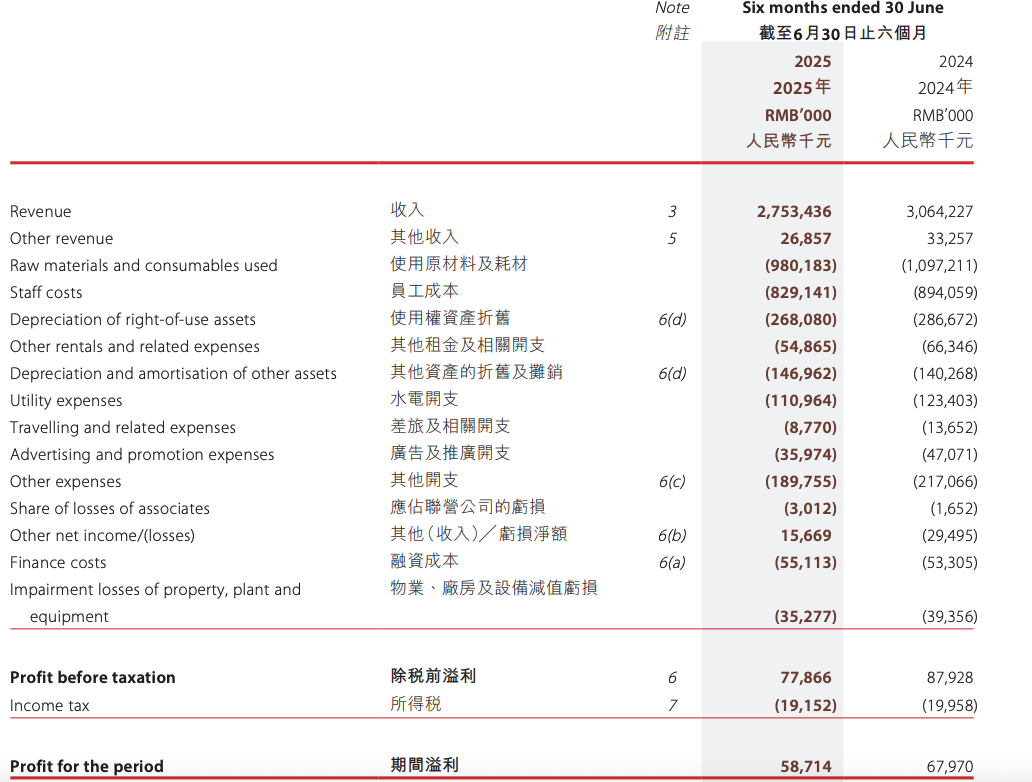 Note Six months ended 30 June
附註 截至6月30日止六個月
2025 2024
2025年 2024年
RMB’000 RMB’000
人民幣千元 人民幣千元
Revenue 收入 3 2,753,436 3,064,227
Other revenue 其他收入 5 26,857 33,257
Raw materials and consumables used 使用原材料及耗材 (980,183) (1,097,211)
Staff costs 員工成本 (829,141) (894,059)
Depreciation of right-of-use assets 使用權資產折舊 6(d) (268,080) (286,672)
Other rentals and related expenses 其他租金及相關開支 (54,865) (66,346)
Depreciation and amortisation of other assets 其他資產的折舊及攤銷 6(d) (146,962) (140,268)
Utility expenses 水電開支 (110,964) (123,403)
Travelling and related expenses 差旅及相關開支 (8,770) (13,652)
Advertising and promotion expenses 廣告及推廣開支 (35,974) (47,071)
Other expenses 其他開支 6(c) (189,755) (217,066)
Share of losses of associates 應佔聯營公司的虧損 (3,012) (1,652)
Other net income/(losses) 其他（收入）／虧損淨額 6(b) 15,669 (29,495)
Finance costs 融資成本 6(a) (55,113) (53,305)
Impairment losses of property, plant and 物業、廠房及設備減值虧損
equipment (35,277) (39,356)
Profit before taxation 除税前溢利 6 77,866 87,928
Income tax 所得税 7 (19,152) (19,958)
Profit for the period 期間溢利 58,714 67,970